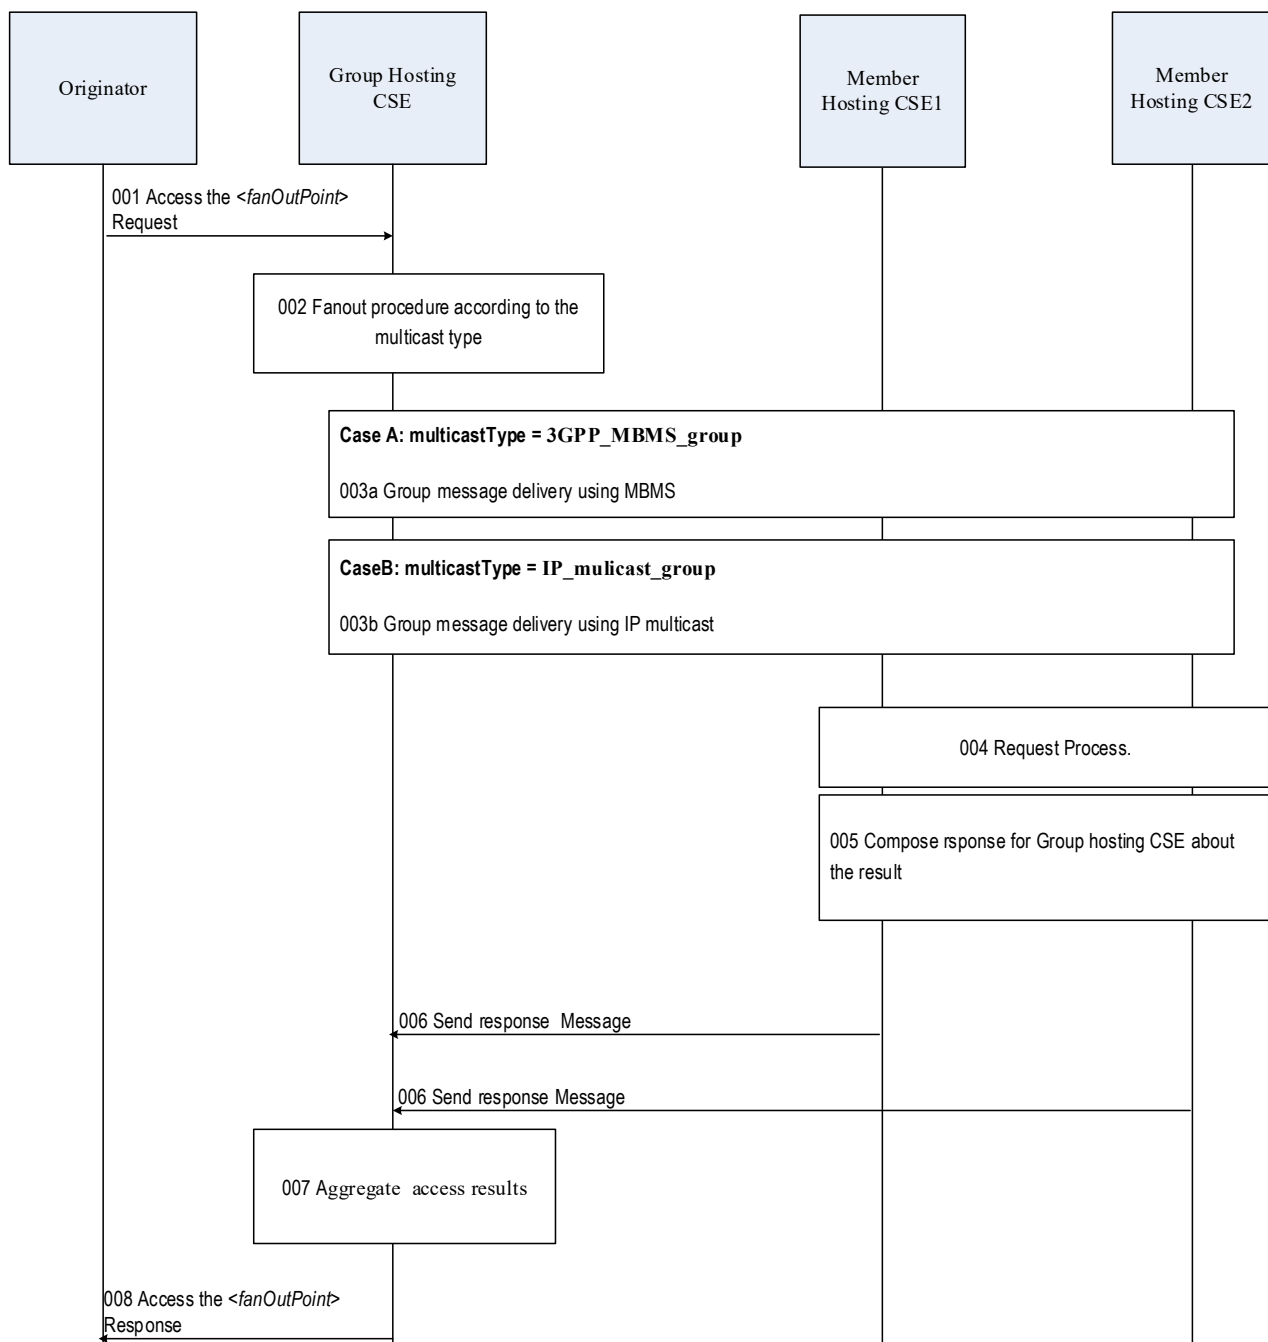 Originator
Group Hosting
CSE
Member
Hosting CSE1
Member
Hosting CSE2
001 Access the <fanOutPoint>
Request
002 Fanout procedure according to the
multicast type
Case A: multicastType = 3GPP_MBMS_group
003a Group message delivery using MBMS
CaseB: multicastType = IP_mulicast_group
003b Group message delivery using IP multicast
004 Request Process.
005 Compose rsponse for Group hosting CSE about
the result
006 Send response  Message
006 Send response Message
007 Aggregate  access results
008 Access the <fanOutPoint>
Response